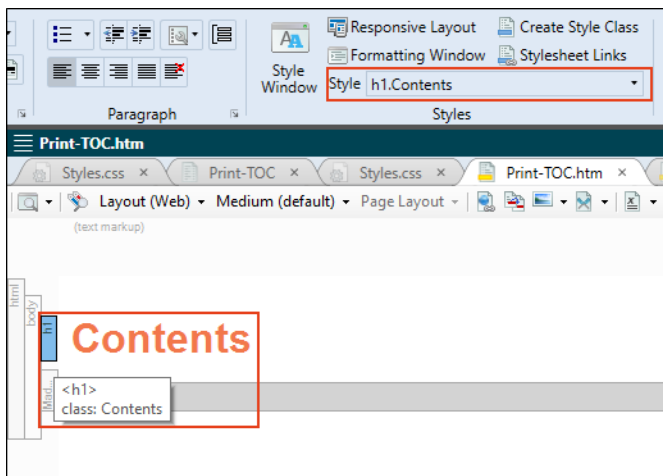 Responsive Layout
Create Style Class
Formatting Window
Stylesheet Links
Style Window
Style h1.Contents
Paragraph
Styles
Print-TOC.htm
Styles.css × Print-TOC × Styles.css × Print-TOC.htm ×
Layout (Web) Medium (default) Page Layout
(text markup)
html
body
h1
Contents
Mad...
<h1>
class: Contents